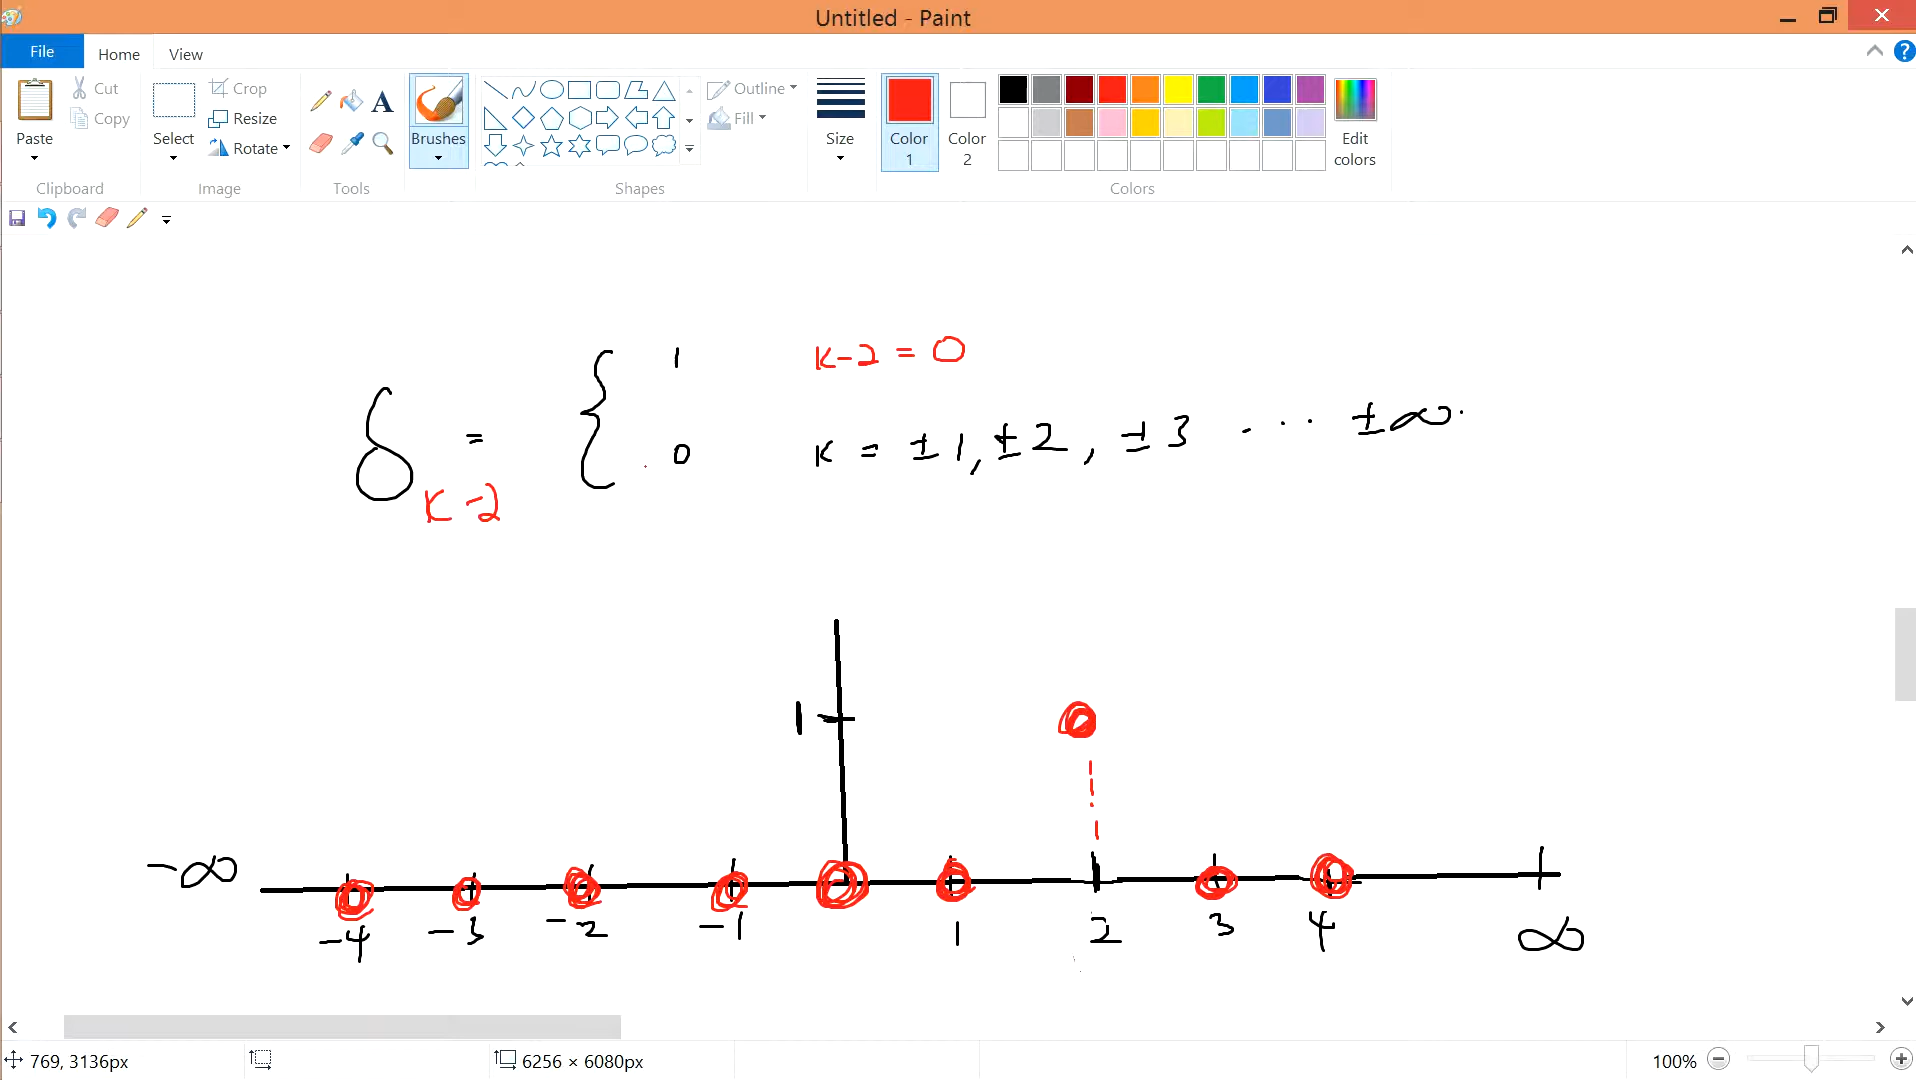 Untitled - Paint
File Home View
Paste Cut Copy Clipboard
Select Crop Resize Rotate Image
Tools
Brushes
Shapes Outline Fill
Size
Color 1 Color 2
Colors Edit colors
1 K-2 = 0
δ K-2 = { 0 K = ±1, ±2, ±3 ... ±∞.
1
-∞ -4 -3 -2 -1 1 2 3 4 ∞
769, 3136px 6256 × 6080px 100%